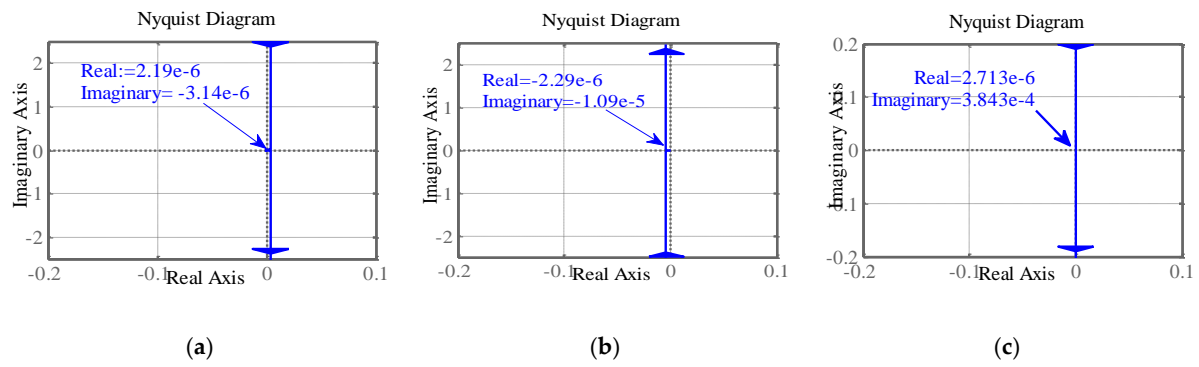 Nyquist Diagram
2
1
0
-1
-2
-0.2
-0.1
0
0.1
Real Axis
Imaginary Axis
Real:=2.19e-6
Imaginary= -3.14e-6
(a)
Nyquist Diagram
2
1
0
-1
-2
-0.2
-0.1
0
0.1
Real Axis
Imaginary Axis
Real=-2.29e-6
Imaginary=-1.09e-5
(b)
Nyquist Diagram
0.2
0.1
0
0.1
-0.2
-0.2
-0.1
0
0.1
Real Axis
Imaginary Axis
Real=2.713e-6
Imaginary=3.843e-4
(c)